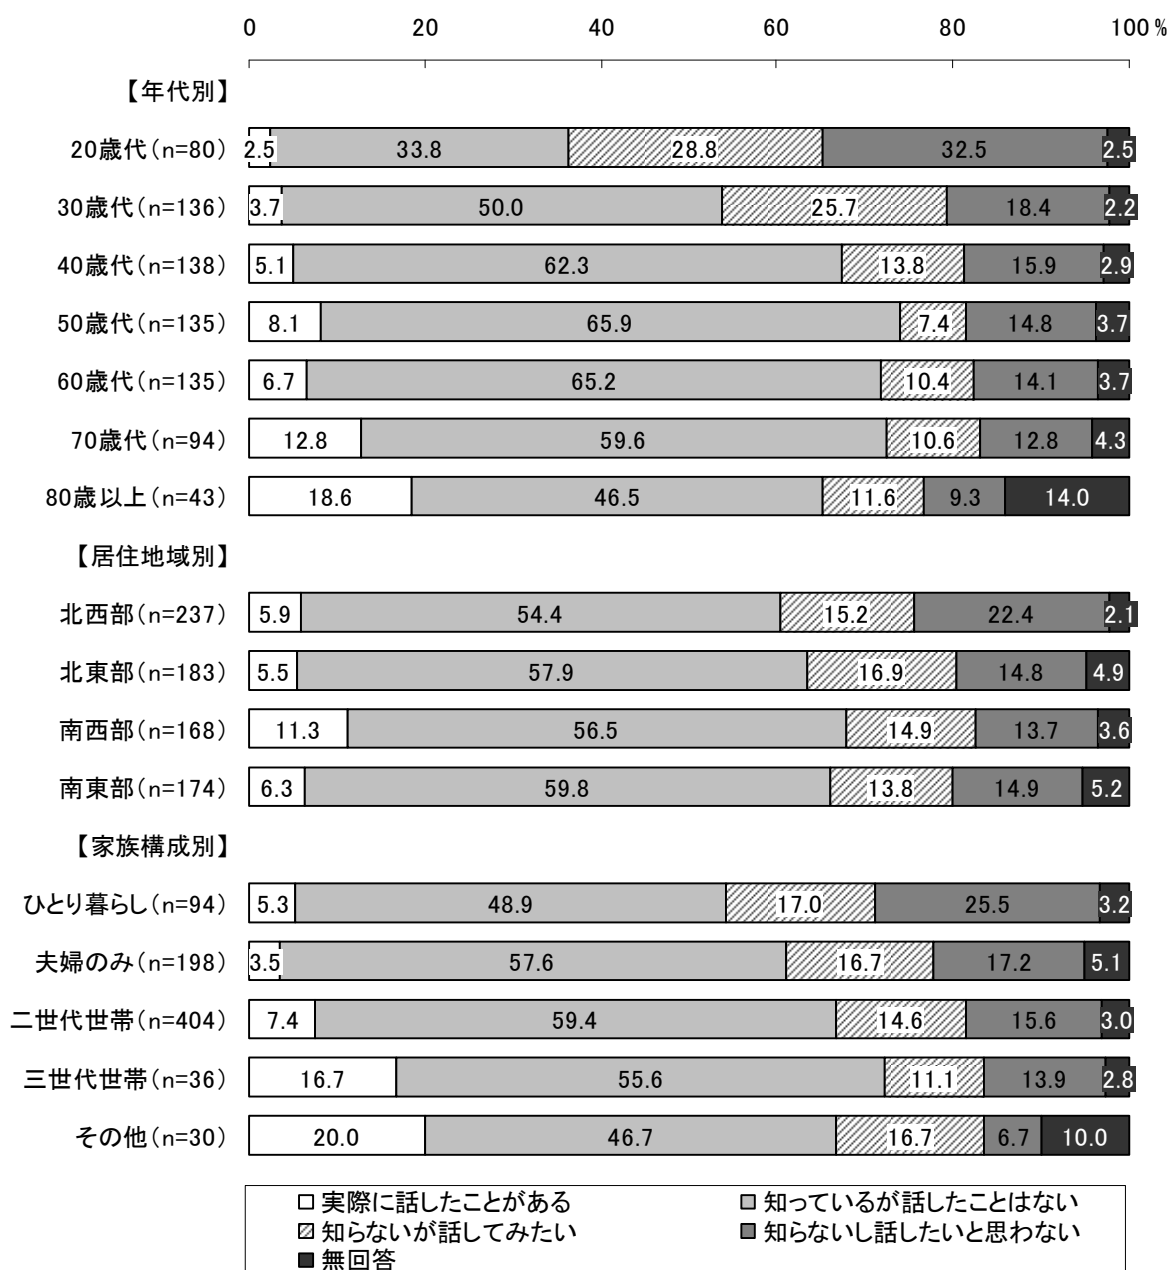 0 20 40 60 80 100 %
【年代別】
20歳代(n=80) 2.5 33.8 28.8 32.5 2.5
30歳代(n=136) 3.7 50.0 25.7 18.4 2.2
40歳代(n=138) 5.1 62.3 13.8 15.9 2.9
50歳代(n=135) 8.1 65.9 7.4 14.8 3.7
60歳代(n=135) 6.7 65.2 10.4 14.1 3.7
70歳代(n=94) 12.8 59.6 10.6 12.8 4.3
80歳以上(n=43) 18.6 46.5 11.6 9.3 14.0
【居住地域別】
北西部(n=237) 5.9 54.4 15.2 22.4 2.1
北東部(n=183) 5.5 57.9 16.9 14.8 4.9
南西部(n=168) 11.3 56.5 14.9 13.7 3.6
南東部(n=174) 6.3 59.8 13.8 14.9 5.2
【家族構成別】
ひとり暮らし(n=94) 5.3 48.9 17.0 25.5 3.2
夫婦のみ(n=198) 3.5 57.6 16.7 17.2 5.1
二世代世帯(n=404) 7.4 59.4 14.6 15.6 3.0
三世代世帯(n=36) 16.7 55.6 11.1 13.9 2.8
その他(n=30) 20.0 46.7 16.7 6.7 10.0
実際に話したことがある 知っているが話したことはない
知らないが話してみたい 知らないし話したいと思わない
無回答